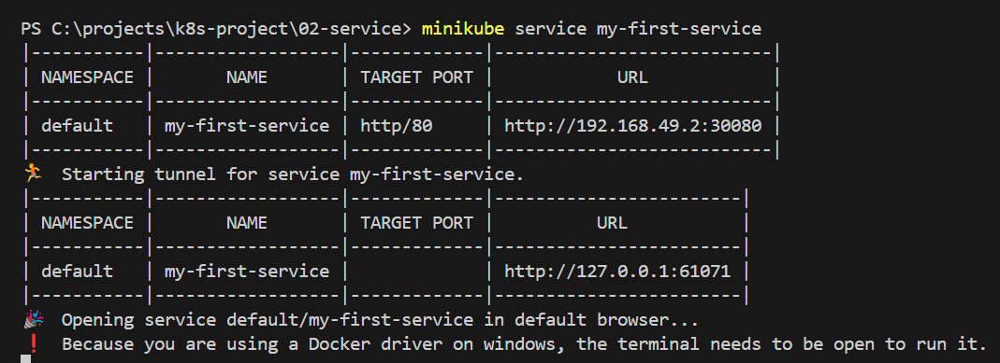 PS C:\projects\k8s-project\02-service> minikube service my-first-service
|-----------|------------------|-------------|---------------------------|
| NAMESPACE |       NAME       | TARGET PORT |            URL            |
|-----------|------------------|-------------|---------------------------|
| default   | my-first-service | http/80     | http://192.168.49.2:30080 |
|-----------|------------------|-------------|---------------------------|
🏃  Starting tunnel for service my-first-service.
|-----------|------------------|-------------|------------------------|
| NAMESPACE |       NAME       | TARGET PORT |          URL           |
|-----------|------------------|-------------|------------------------|
| default   | my-first-service |             | http://127.0.0.1:61071 |
|-----------|------------------|-------------|------------------------|
🎉  Opening service default/my-first-service in default browser...
❗  Because you are using a Docker driver on windows, the terminal needs to be open to run it.